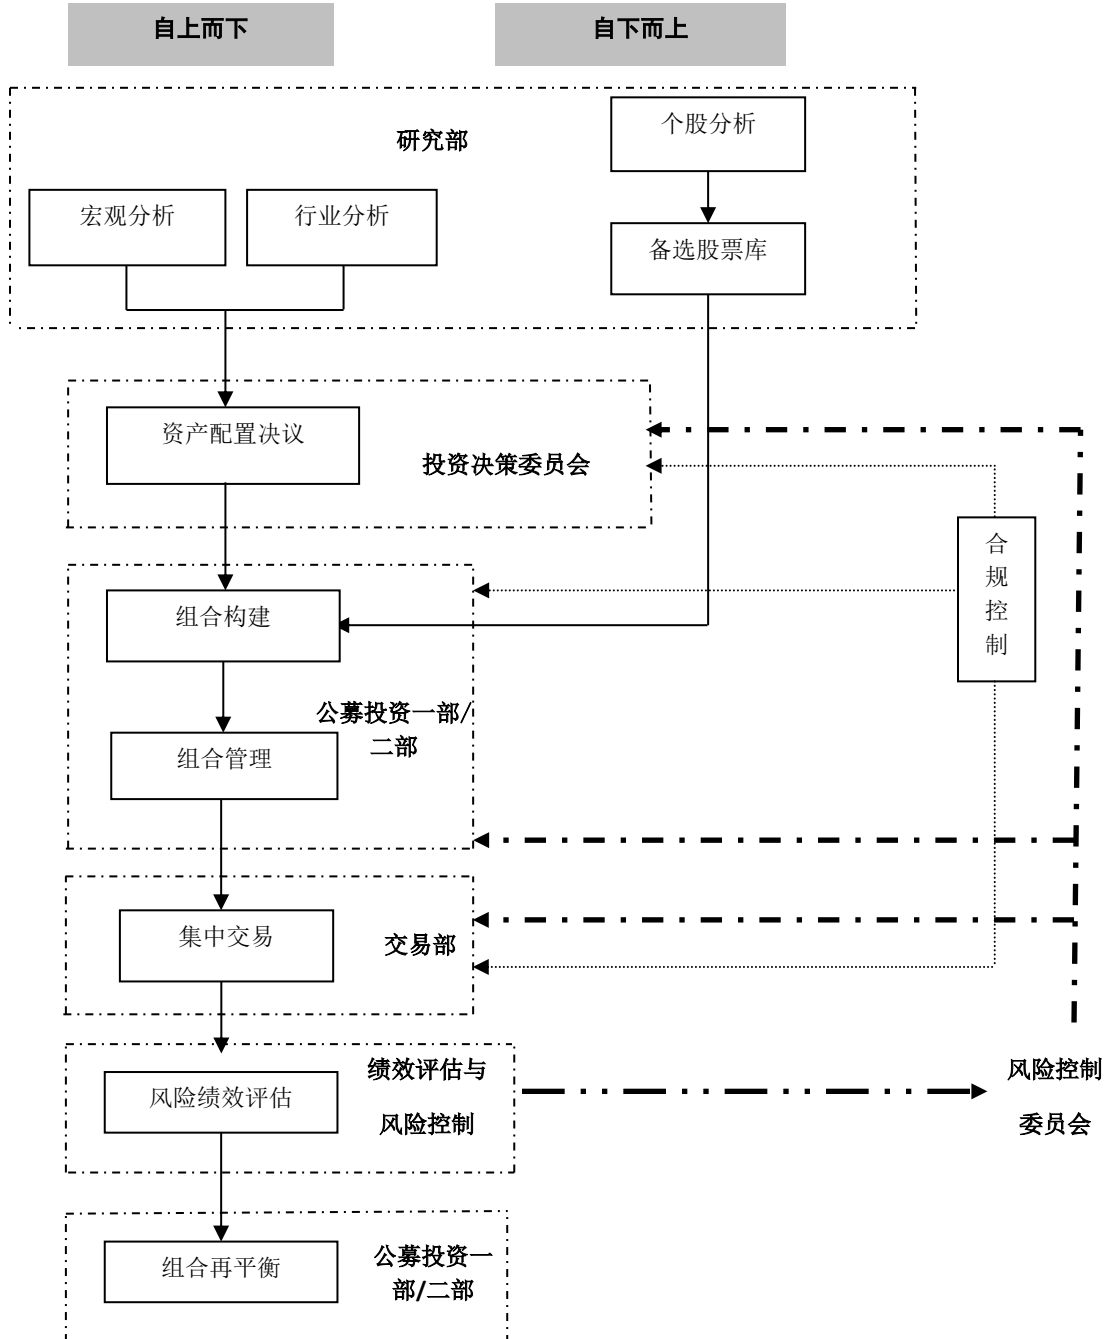 自上而下
自下而上
研究部
个股分析
宏观分析
行业分析
备选股票库
资产配置决议
投资决策委员会
合
规
控
制
组合构建
公募投资一部/
二部
组合管理
集中交易
交易部
绩效评估与
风险控制
风险绩效评估
风险控制
委员会
公募投资一
部/二部
组合再平衡